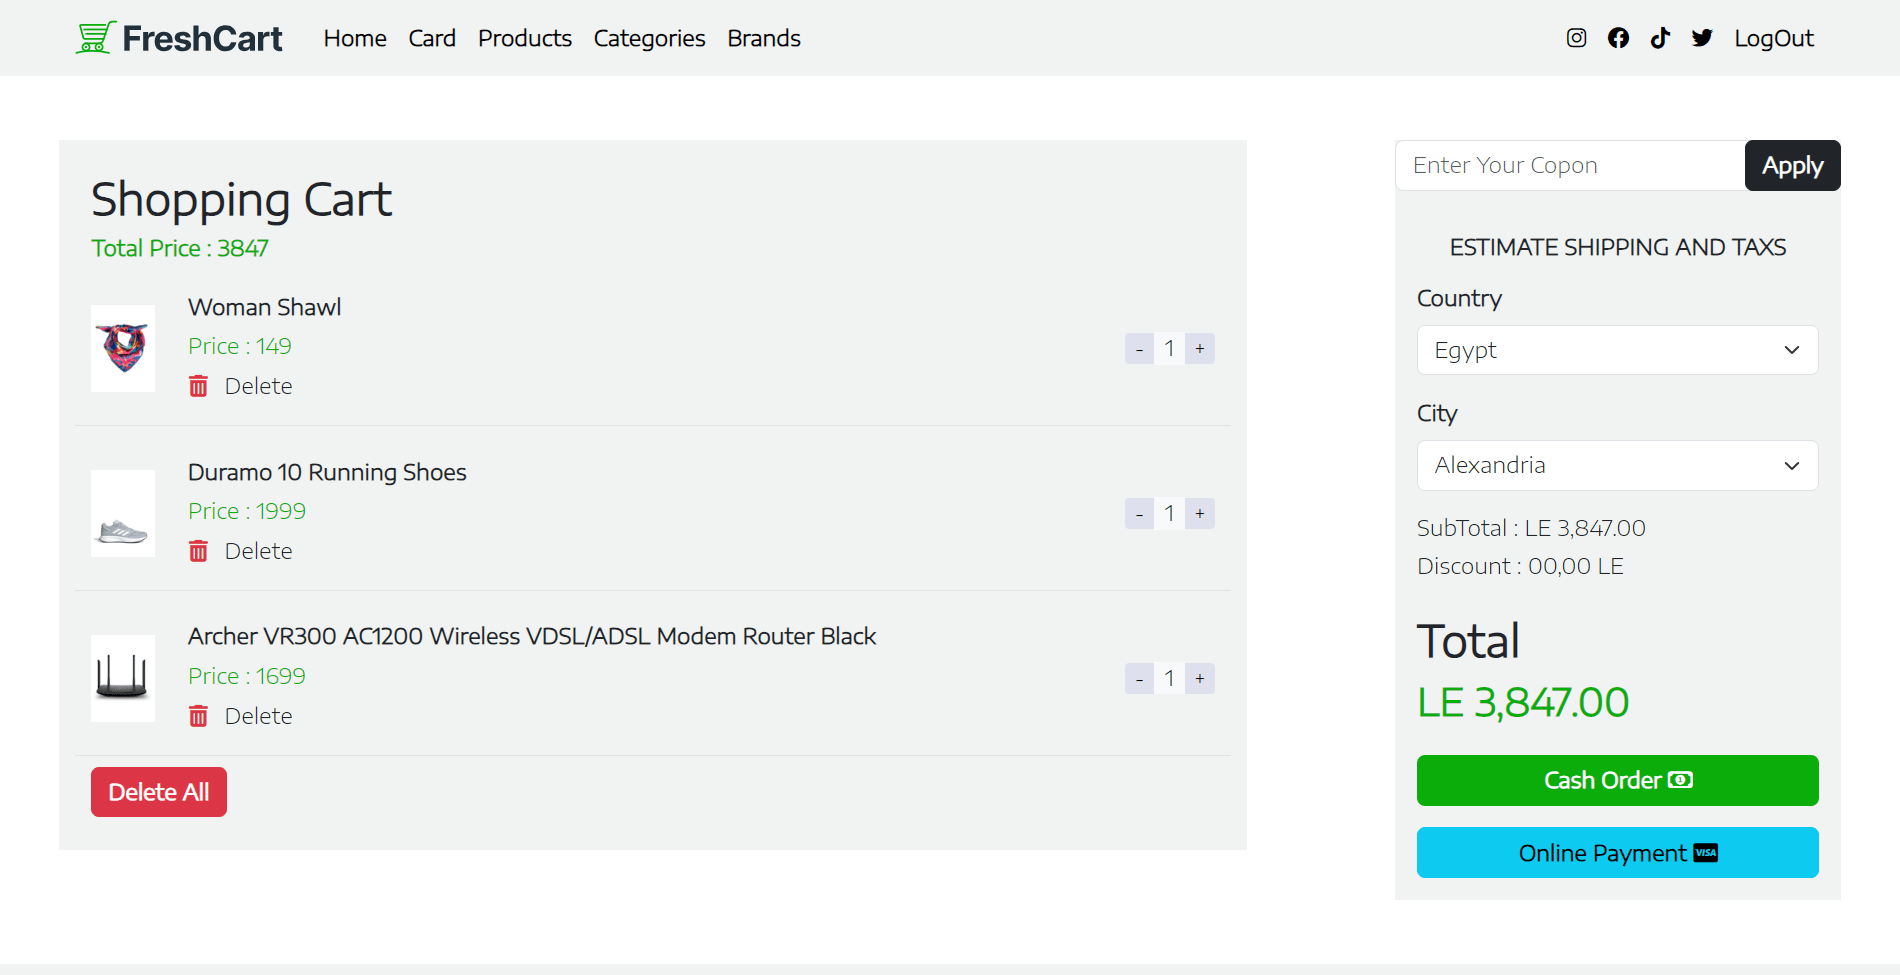 FreshCart Home Card Products Categories Brands LogOut
Shopping Cart
Total Price : 3847
Woman Shawl
Price : 149
Delete
- 1 +
Duramo 10 Running Shoes
Price : 1999
Delete
- 1 +
Archer VR300 AC1200 Wireless VDSL/ADSL Modem Router Black
Price : 1699
Delete
- 1 +
Delete All
Enter Your Copon Apply
ESTIMATE SHIPPING AND TAXS
Country
Egypt
City
Alexandria
SubTotal : LE 3,847.00
Discount : 00,00 LE
Total
LE 3,847.00
Cash Order
Online Payment VISA